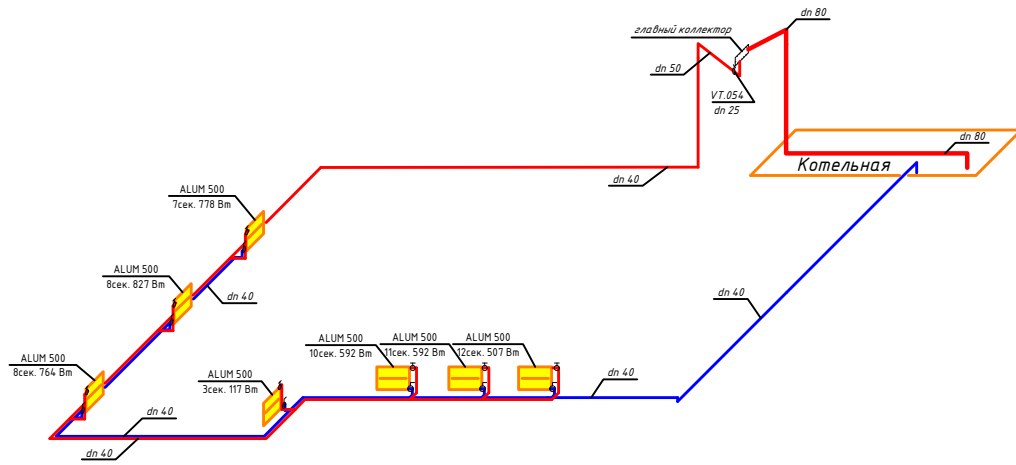 dn 80
главный коллектор
dn 50
VT.054
dn 25
dn 80
Котельная
dn 40
ALUM 500
7сек. 778 Вт
ALUM 500
8сек. 827 Вт
dn 40
dn 40
ALUM 500
10сек. 592 Вт
ALUM 500
11сек. 592 Вт
ALUM 500
12сек. 507 Вт
ALUM 500
8сек. 764 Вт
ALUM 500
3сек. 117 Вт
dn 40
dn 40
dn 40